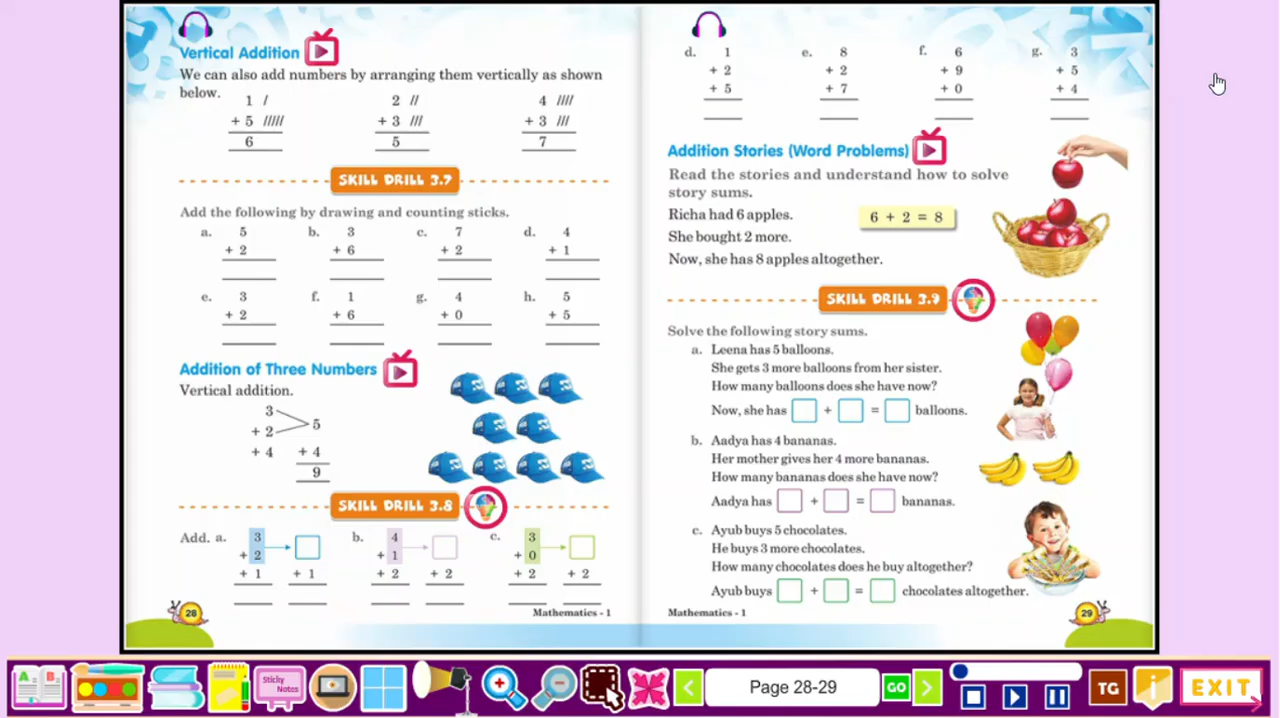 Vertical Addition
We can also add numbers by arranging them vertically as shown
below.
1 /
+ 5 /////
6
2 //
+ 3 ///
5
4 ////
+ 3 ///
7
SKILL DRILL 3.7
Add the following by drawing and counting sticks.
a. 5
+ 2
b. 3
+ 6
c. 7
+ 2
d. 4
+ 1
e. 3
+ 2
f. 1
+ 6
g. 4
+ 0
h. 5
+ 5
Addition of Three Numbers
Vertical addition.
3
+ 2 5
+ 4 + 4
9
SKILL DRILL 3.8
Add. a. 3
+ 2
+ 1 + 1
b. 4
+ 1
+ 2 + 2
c. 3
+ 0
+ 2 + 2
28
Mathematics - 1
d. 1
+ 2
+ 5
e. 8
+ 2
+ 7
f. 6
+ 9
+ 0
g. 3
+ 5
+ 4
Addition Stories (Word Problems)
Read the stories and understand how to solve
story sums.
Richa had 6 apples.
6 + 2 = 8
She bought 2 more.
Now, she has 8 apples altogether.
SKILL DRILL 3.9
Solve the following story sums.
a. Leena has 5 balloons.
She gets 3 more balloons from her sister.
How many balloons does she have now?
Now, she has + = balloons.
b. Aadya has 4 bananas.
Her mother gives her 4 more bananas.
How many bananas does she have now?
Aadya has + = bananas.
c. Ayub buys 5 chocolates.
He buys 3 more chocolates.
How many chocolates does he buy altogether?
Ayub buys + = chocolates altogether.
Mathematics - 1
29
A B
Sticky
Notes
Page 28-29
GO
TG
i
EXIT